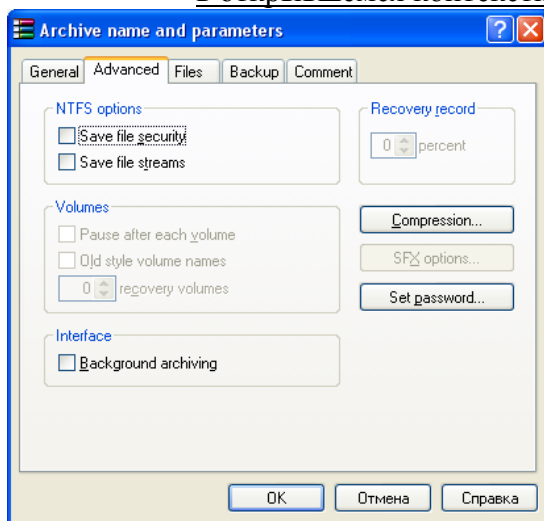 Archive name and parameters
General Advanced Files Backup Comment
NTFS options
Save file security
Save file streams
Recovery record
0 percent
Volumes
Pause after each volume
Old style volume names
0 recovery volumes
Compression...
SFX options...
Set password...
Interface
Background archiving
OK Отмена Справка